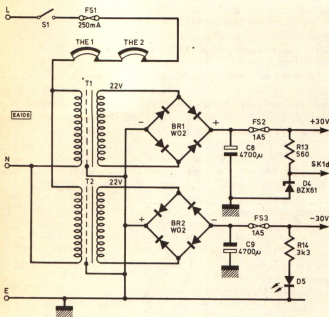 L
S1
FS1
250mA
THE 1
THE 2
T1
22V
EA106
BR1
W02
-
+
FS2
1A5
+30V
C8
4700µ
R13
560
SK1d
D4
BZX61
N
T2
22V
BR2
W02
+
-
FS3
1A5
-30V
C9
4700µ
R14
3k3
D5
E